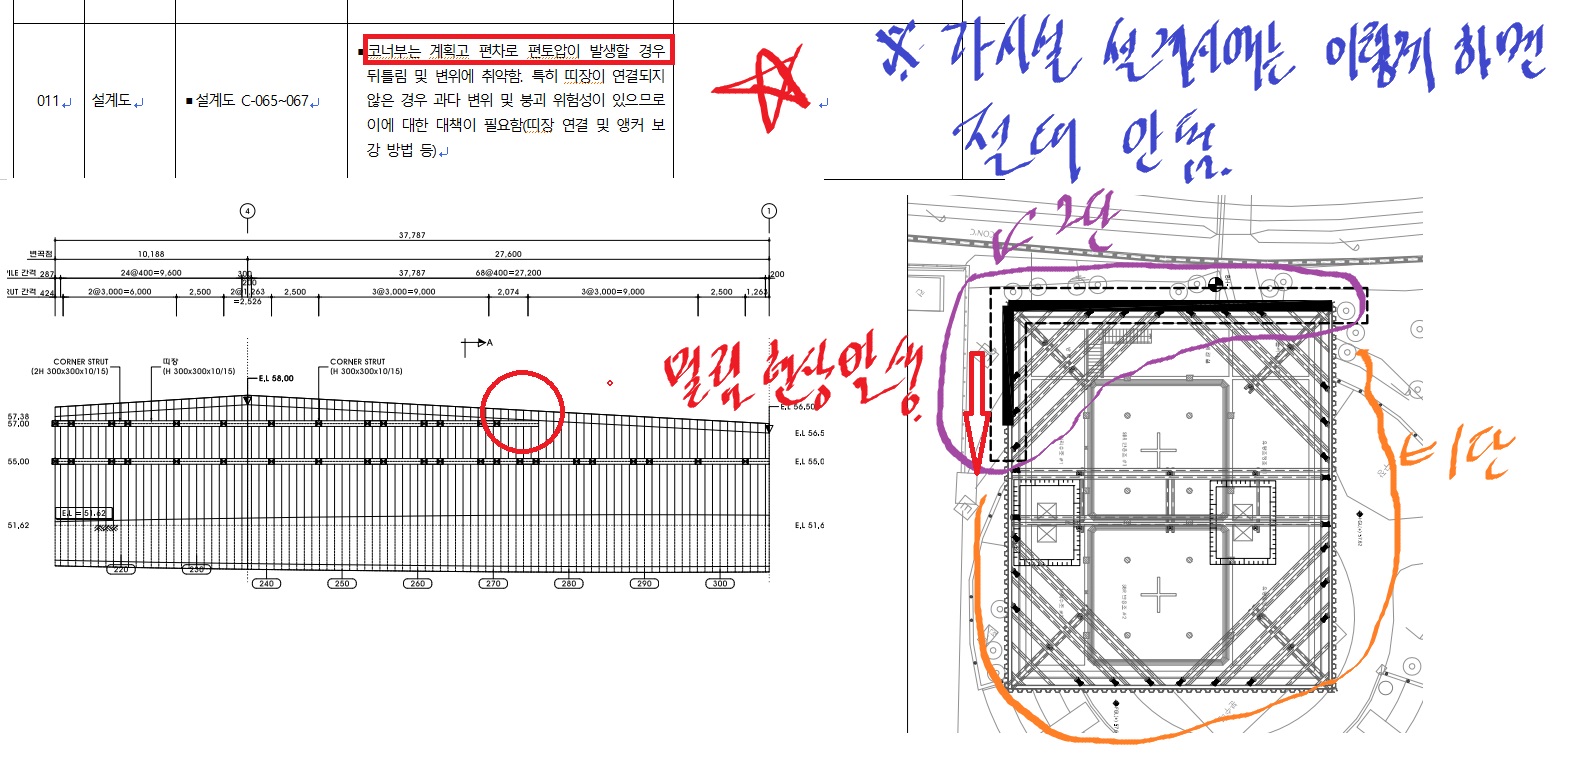 코너부는 계획고 편차로 편토압이 발생할 경우
뒤틀림 및 변위에 취약함. 특히 띠장이 연결되지
011
설계도
■ 설계도 C-065~067
않은 경우 과다 변위 및 붕괴 위험성이 있으므로
이에 대한 대책이 필요함(띠장 연결 및 앵커 보
강 방법 등)
※ 가시설 설계시에는 이렇게 하면
절대 안됨.
4
1
37,787
변곡점
10,188
27,600
PILE 간격
287
24@400=9,600
300
200
37,787
68@400=27,200
200
RUT 간격
424
2@3,000=6,000
2,500
2@1,263
=2,526
2,500
3@3,000=9,000
2,074
3@3,000=9,000
2,500
1,263
A
CORNER STRUT
(2H 300x300x10/15)
띠장
(H 300x300x10/15)
CORNER STRUT
(H 300x300x10/15)
E.L 58,00
57,38
57,00
E.L 56,50
E.L 56,5
55,00
E.L 55,0
E.L = 51,62
51,62
E.L 51,6
220
230
240
250
260
270
280
290
300
밀림 현상 발생.
2단
CONC
1단